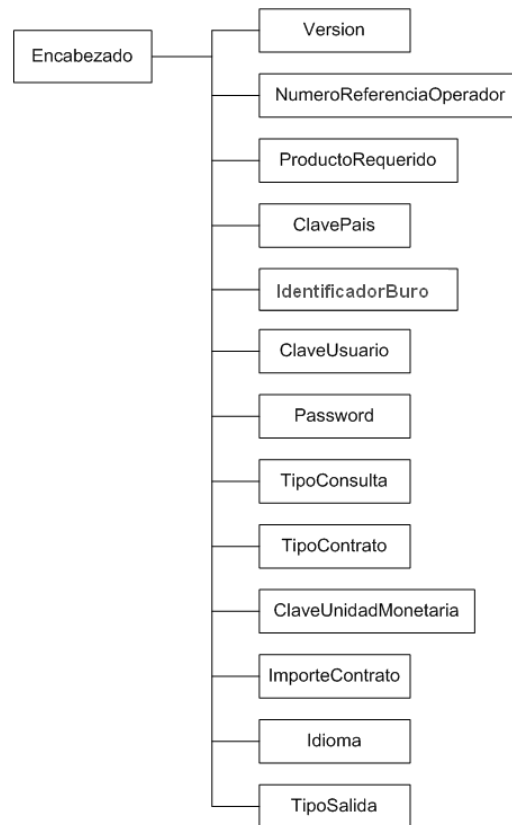 Encabezado
Version
NumeroReferenciaOperador
ProductoRequerido
ClavePais
IdentificadorBuro
ClaveUsuario
Password
TipoConsulta
TipoContrato
ClaveUnidadMonetaria
ImporteContrato
Idioma
TipoSalida